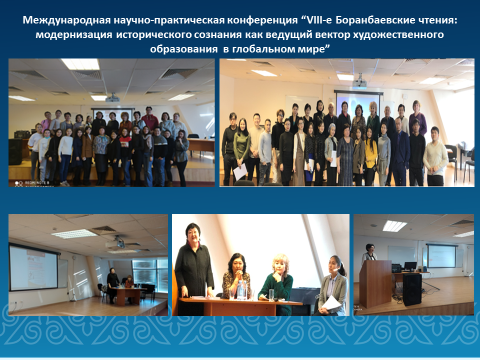 Международная научно-практическая конференция “VIII-е Боранбаевские чтения:
модернизация исторического сознания как ведущий вектор художественного
образования в глобальном мире”